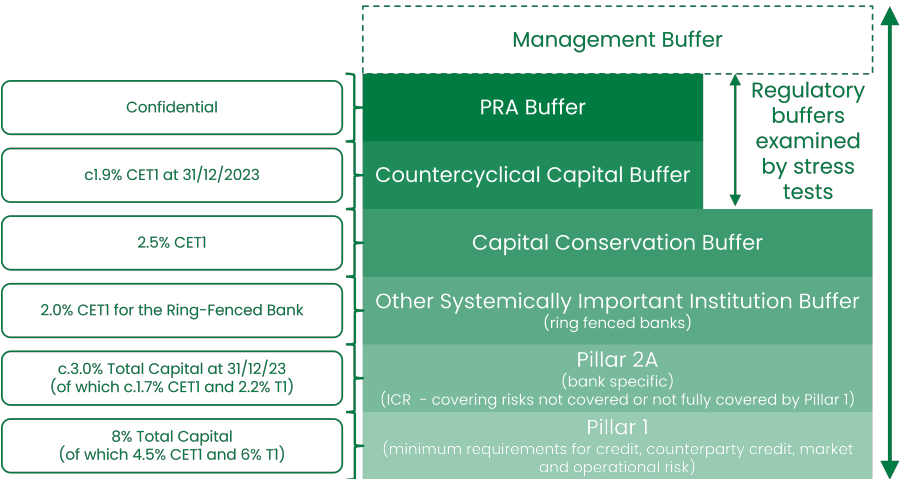 Management Buffer
Confidential
PRA Buffer
Regulatory
buffers
examined
by stress
tests
c1.9% CET1 at 31/12/2023
Countercyclical Capital Buffer
2.5% CET1
Capital Conservation Buffer
2.0% CET1 for the Ring-Fenced Bank
Other Systemically Important Institution Buffer
(ring fenced banks)
c.3.0% Total Capital at 31/12/23
(of which c.1.7% CET1 and 2.2% T1)
Pillar 2A
(bank specific)
(ICR - covering risks not covered or not fully covered by Pillar 1)
8% Total Capital
(of which 4.5% CET1 and 6% T1)
Pillar 1
(minimum requirements for credit, counterparty credit, market
and operational risk)